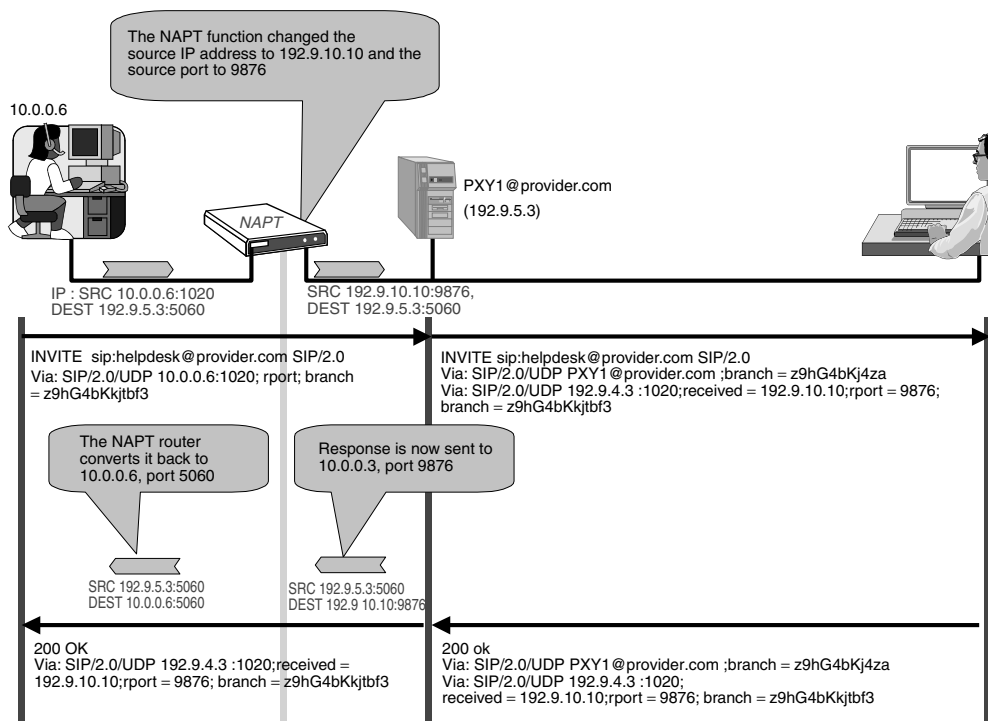 The NAPT function changed the
source IP address to 192.9.10.10 and the
source port to 9876
10.0.0.6
NAPT
PXY1@provider.com
(192.9.5.3)
IP : SRC 10.0.0.6:1020
DEST 192.9.5.3:5060
SRC 192.9.10.10:9876,
DEST 192.9.5.3:5060
INVITE sip:helpdesk@provider.com SIP/2.0
Via: SIP/2.0/UDP 10.0.0.6:1020; rport; branch
= z9hG4bKkjtbf3
INVITE sip:helpdesk@provider.com SIP/2.0
Via: SIP/2.0/UDP PXY1@provider.com ;branch = z9hG4bKj4za
Via: SIP/2.0/UDP 192.9.4.3 :1020;received = 192.9.10.10;rport = 9876;
branch = z9hG4bKkjtbf3
The NAPT router
converts it back to
10.0.0.6, port 5060
Response is now sent to
10.0.0.3, port 9876
SRC 192.9.5.3:5060
DEST 10.0.0.6:5060
SRC 192.9.5.3:5060
DEST 192.9 10.10:9876
200 OK
Via: SIP/2.0/UDP 192.9.4.3 :1020;received =
192.9.10.10;rport = 9876; branch = z9hG4bKkjtbf3
200 ok
Via: SIP/2.0/UDP PXY1@provider.com ;branch = z9hG4bKj4za
Via: SIP/2.0/UDP 192.9.4.3 :1020;
received = 192.9.10.10;rport = 9876; branch = z9hG4bKkjtbf3